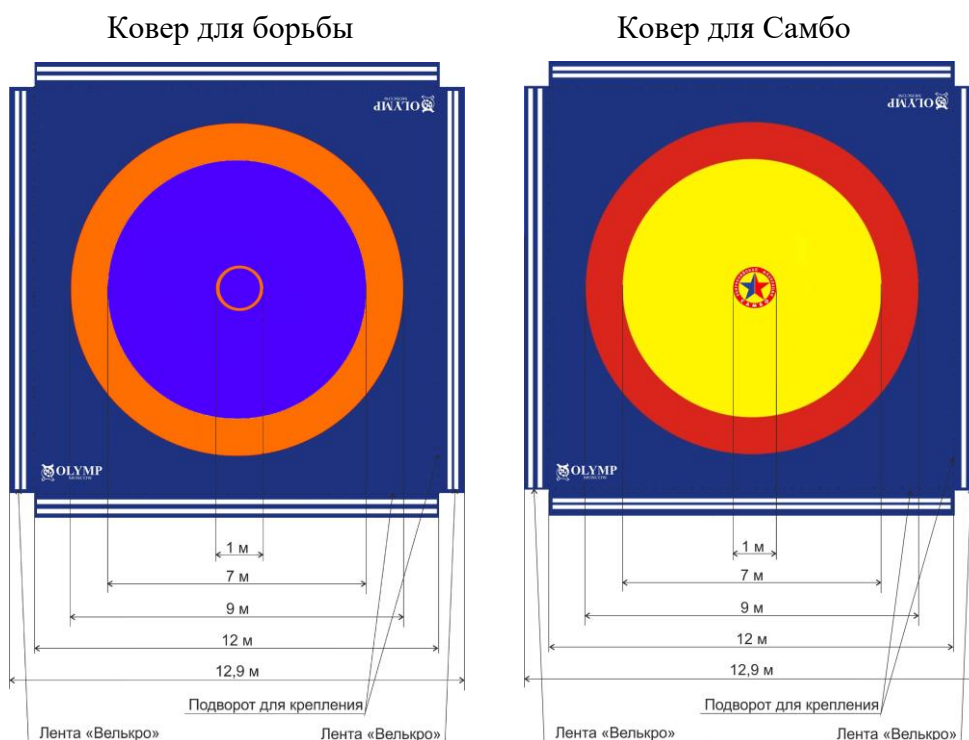 Ковер для борьбы
OLYMP
MOSCOW
OLYMP
MOSCOW
1 м
7 м
9 м
12 м
12,9 м
Подворот для крепления
Лента «Велькро»
Лента «Велькро»
Ковер для Самбо
OLYMP
MOSCOW
САМБО
OLYMP
MOSCOW
1 м
7 м
9 м
12 м
12,9 м
Подворот для крепления
Лента «Велькро»
Лента «Велькро»